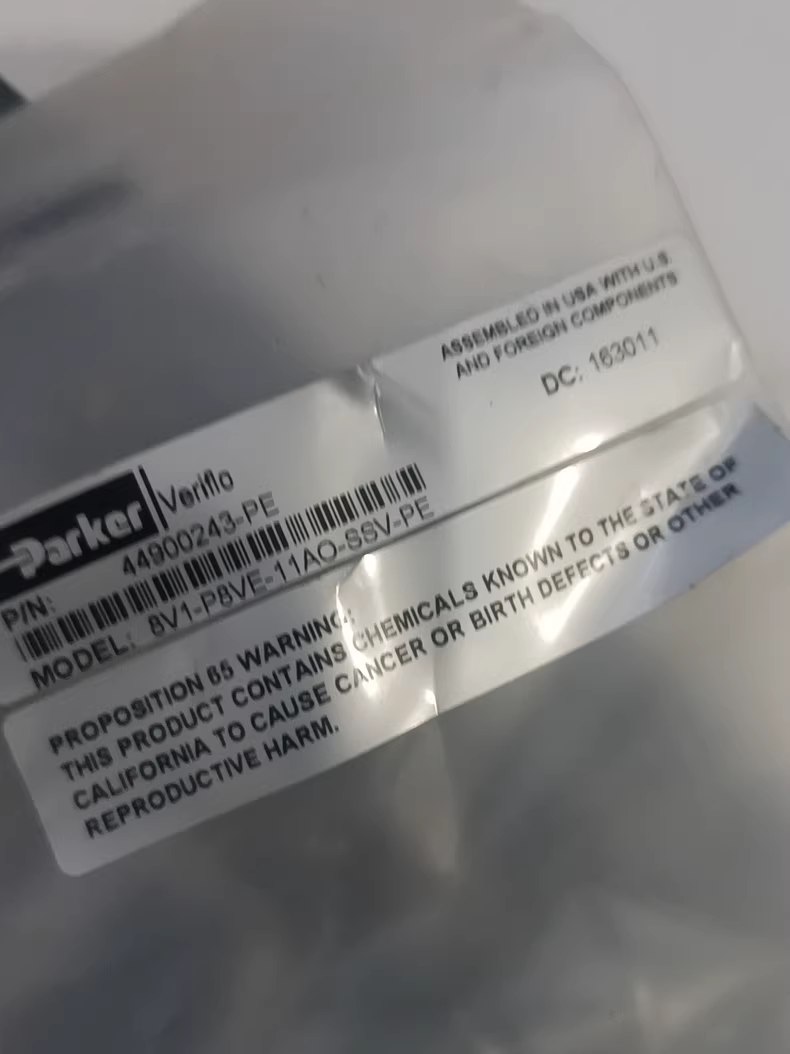 ASSEMBLED IN USA WITH U.S.
AND FOREIGN COMPONENTS
DC: 163011
Parker
Veriflo
P/N: 44900243-PE
MODEL: 8V1-P8VE-11AO-SSV-PE
PROPOSITION 65 WARNING:
THIS PRODUCT CONTAINS CHEMICALS KNOWN TO THE STATE OF
CALIFORNIA TO CAUSE CANCER OR BIRTH DEFECTS OR OTHER
REPRODUCTIVE HARM.